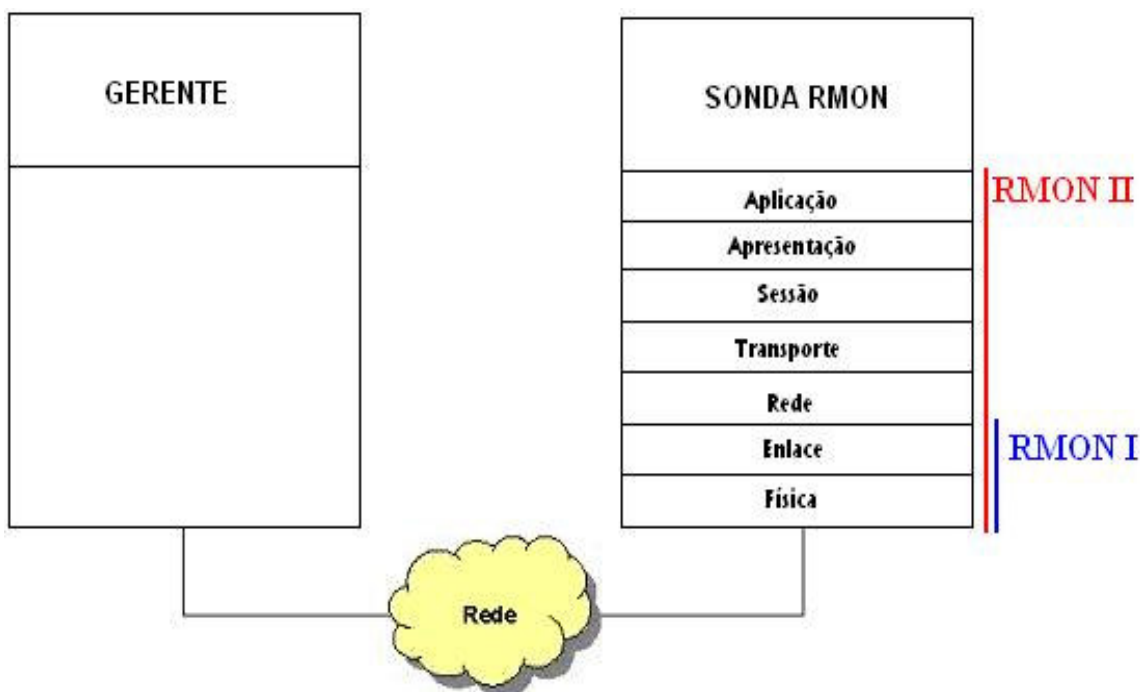 GERENTE
SONDA RMON
Aplicação
Apresentação
Sessão
Transporte
Rede
Enlace
Física
RMON II
RMON I
Rede